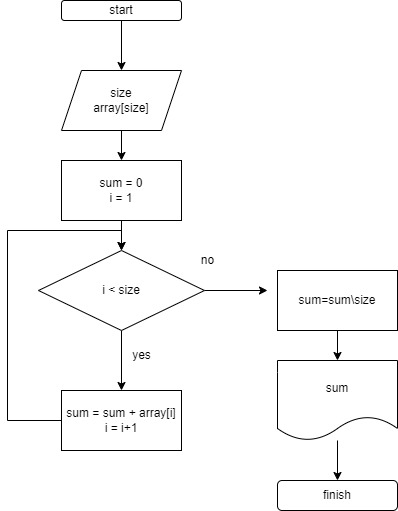 start
size
array[size]
sum = 0
i = 1
no
i < size
sum=sum\size
yes
sum
sum = sum + array[i]
i = i+1
finish